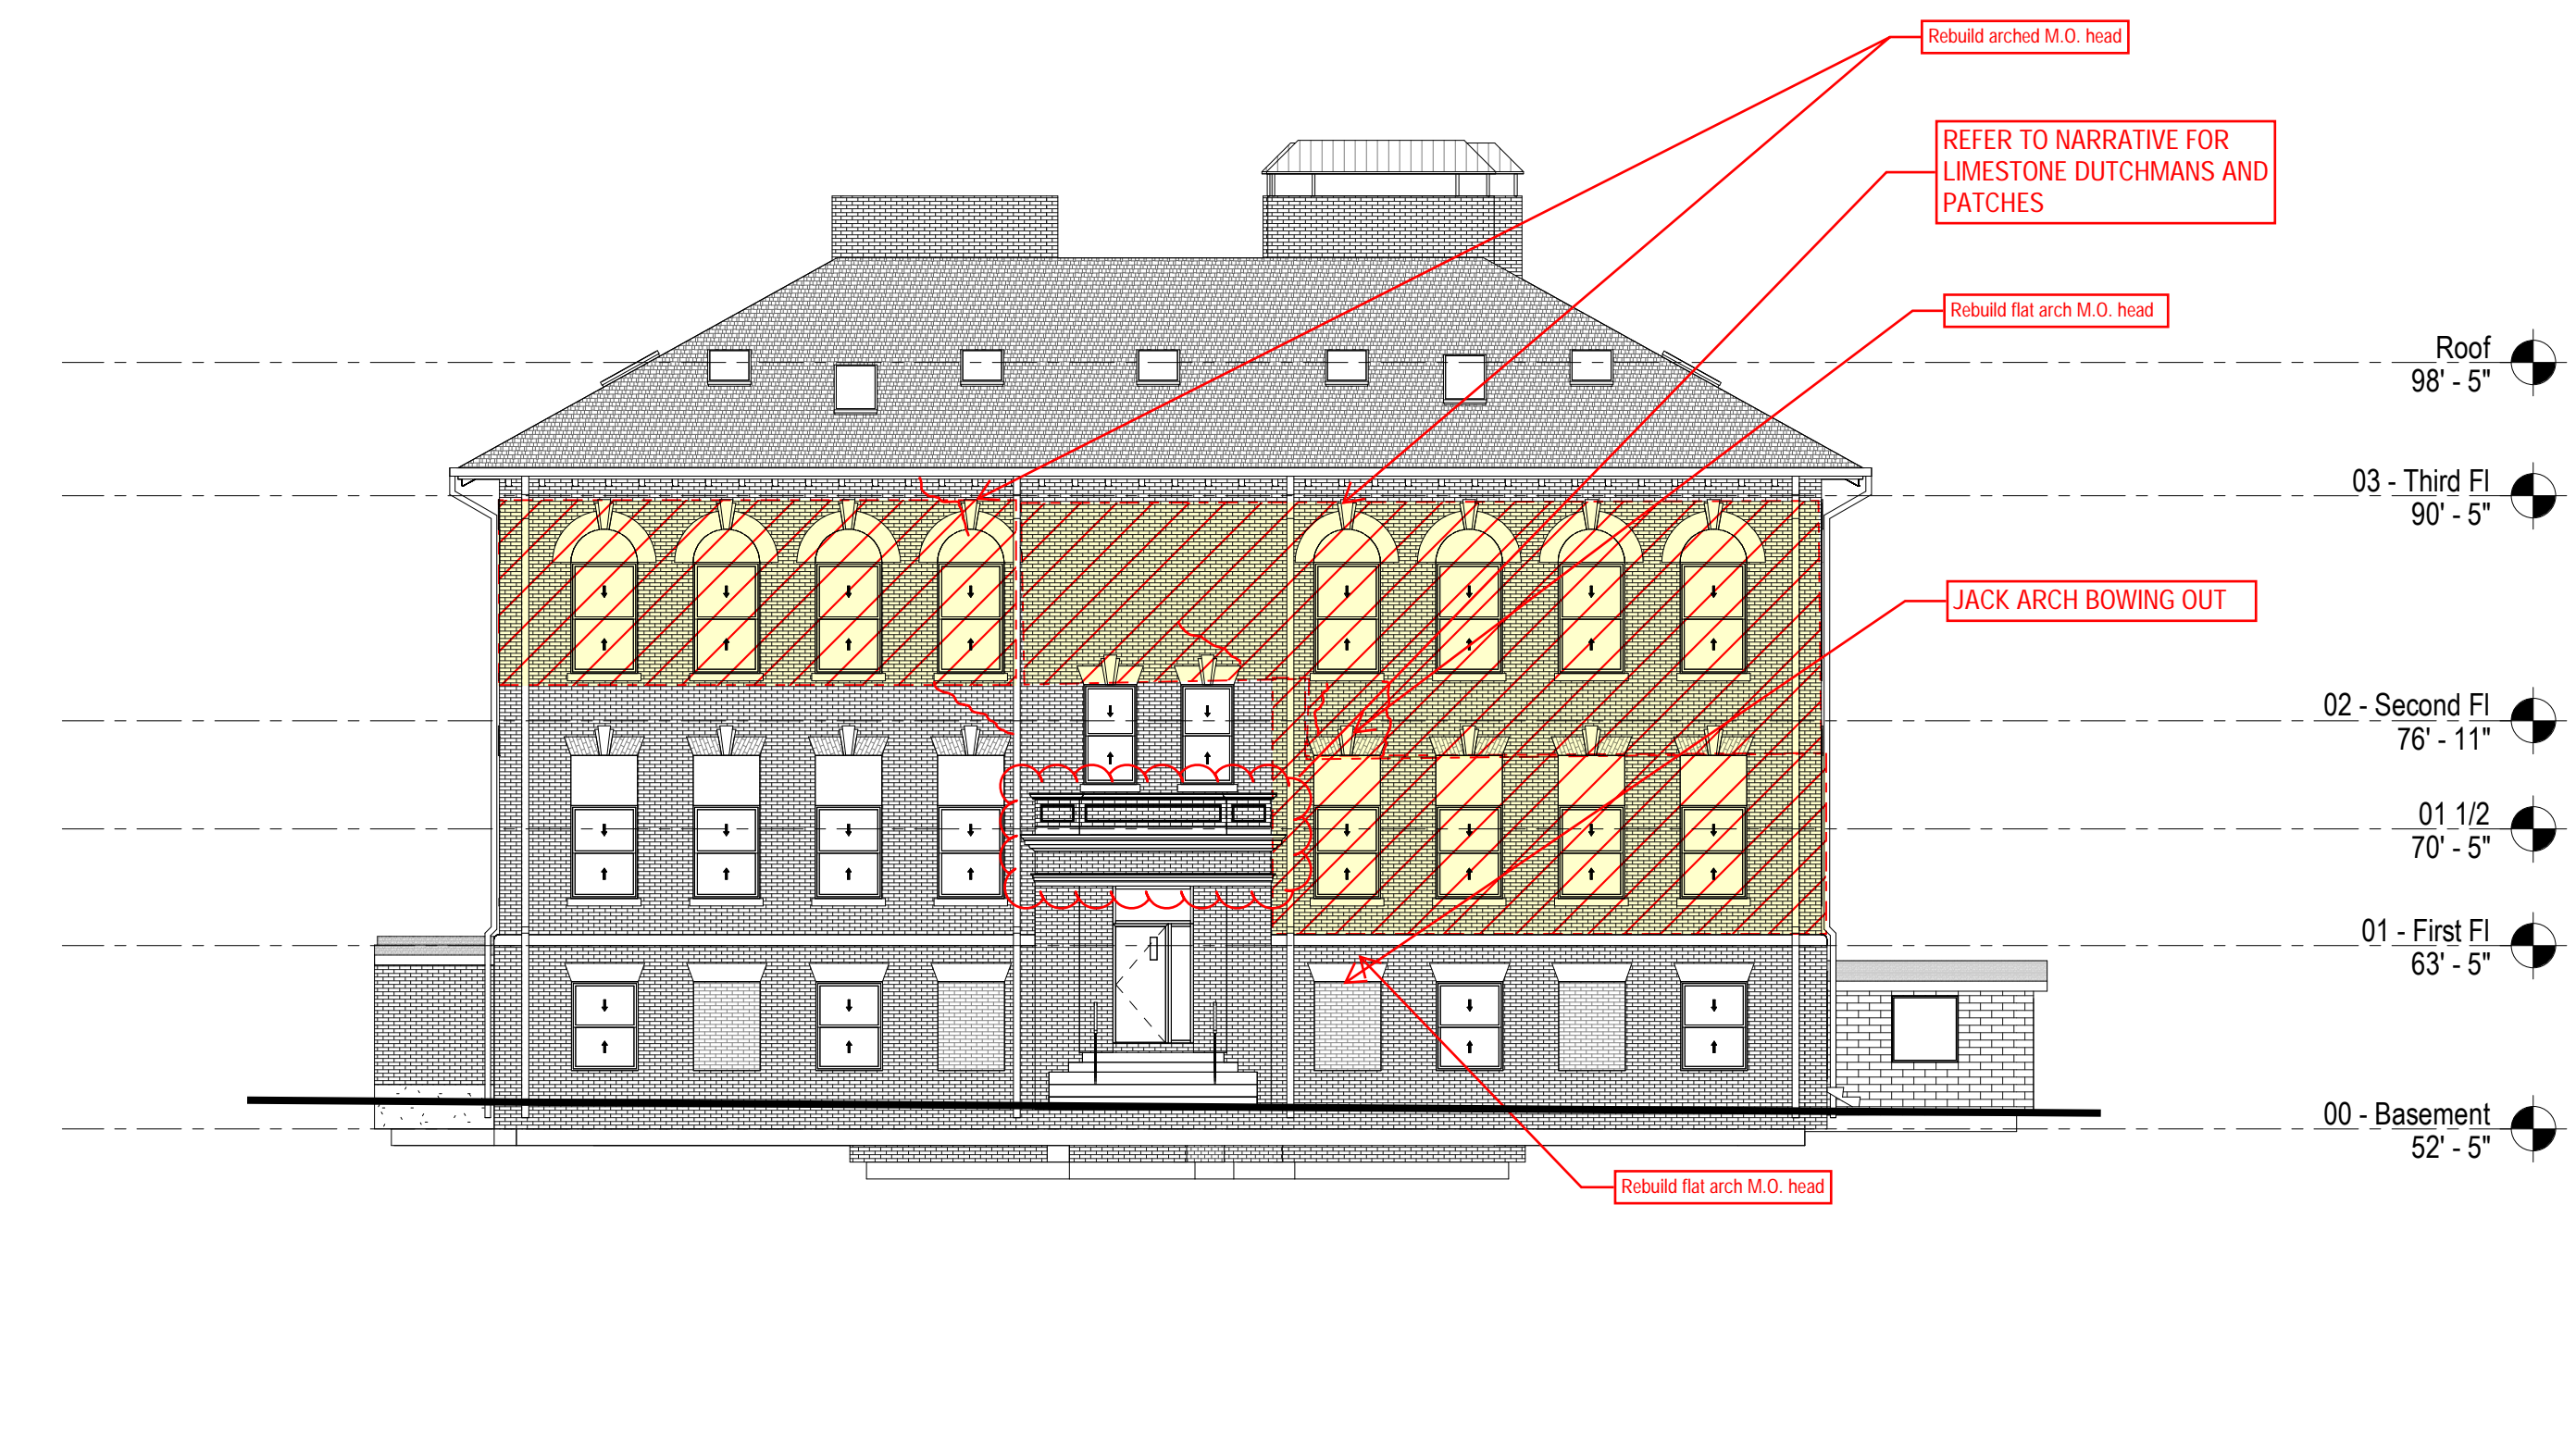 Rebuild arched M.O. head
REFER TO NARRATIVE FOR
LIMESTONE DUTCHMANS AND
PATCHES
Rebuild flat arch M.O. head
Roof
98' - 5"
03 - Third Fl
90' - 5"
JACK ARCH BOWING OUT
02 - Second Fl
76' - 11"
01 1/2
70' - 5"
01 - First Fl
63' - 5"
00 - Basement
52' - 5"
Rebuild flat arch M.O. head